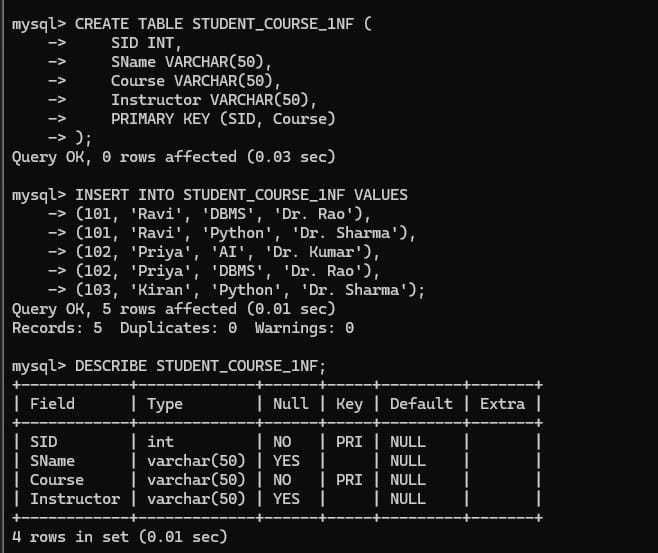 mysql> CREATE TABLE STUDENT_COURSE_1NF (
    ->     SID INT,
    ->     SName VARCHAR(50),
    ->     Course VARCHAR(50),
    ->     Instructor VARCHAR(50),
    ->     PRIMARY KEY (SID, Course)
    -> );
Query OK, 0 rows affected (0.03 sec)

mysql> INSERT INTO STUDENT_COURSE_1NF VALUES
    -> (101, 'Ravi', 'DBMS', 'Dr. Rao'),
    -> (101, 'Ravi', 'Python', 'Dr. Sharma'),
    -> (102, 'Priya', 'AI', 'Dr. Kumar'),
    -> (102, 'Priya', 'DBMS', 'Dr. Rao'),
    -> (103, 'Kiran', 'Python', 'Dr. Sharma');
Query OK, 5 rows affected (0.01 sec)
Records: 5  Duplicates: 0  Warnings: 0

mysql> DESCRIBE STUDENT_COURSE_1NF;
+------------+-------------+------+-----+---------+-------+
| Field      | Type        | Null | Key | Default | Extra |
+------------+-------------+------+-----+---------+-------+
| SID        | int         | NO   | PRI | NULL    |       |
| SName      | varchar(50) | YES  |     | NULL    |       |
| Course     | varchar(50) | NO   | PRI | NULL    |       |
| Instructor | varchar(50) | YES  |     | NULL    |       |
+------------+-------------+------+-----+---------+-------+
4 rows in set (0.01 sec)